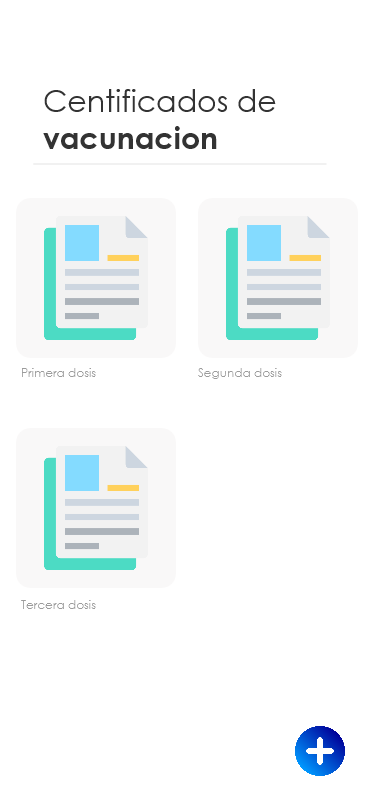 Centificados de
vacunacion
Primera dosis
Segunda dosis
Tercera dosis